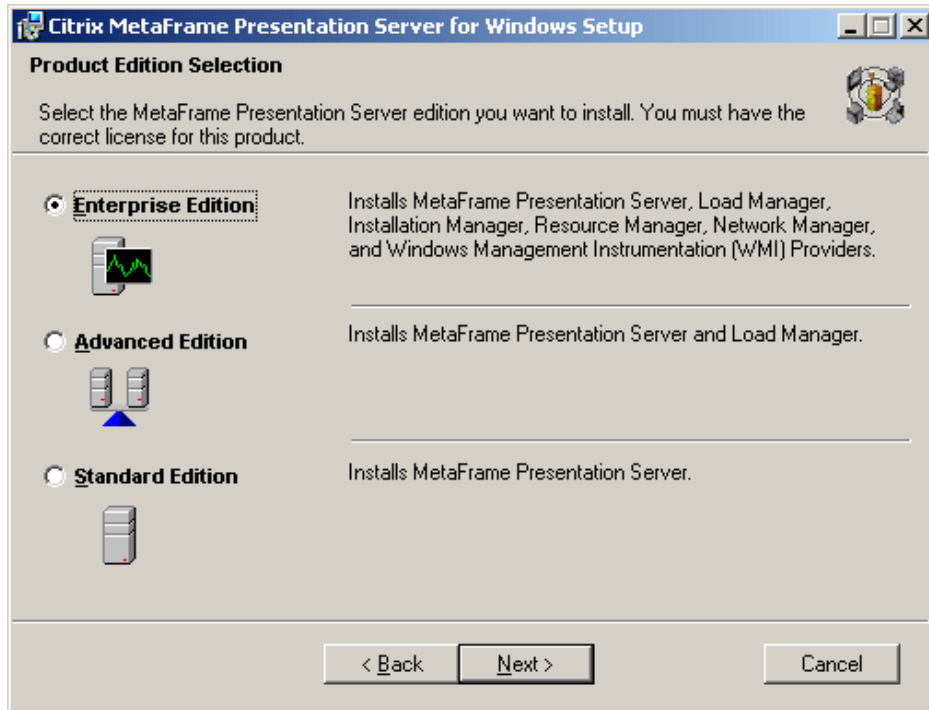 Citrix MetaFrame Presentation Server for Windows Setup
Product Edition Selection
Select the MetaFrame Presentation Server edition you want to install. You must have the
correct license for this product.
Enterprise Edition
Installs MetaFrame Presentation Server, Load Manager,
Installation Manager, Resource Manager, Network Manager,
and Windows Management Instrumentation (WMI) Providers.
Advanced Edition
Installs MetaFrame Presentation Server and Load Manager.
Standard Edition
Installs MetaFrame Presentation Server.
< Back
Next >
Cancel